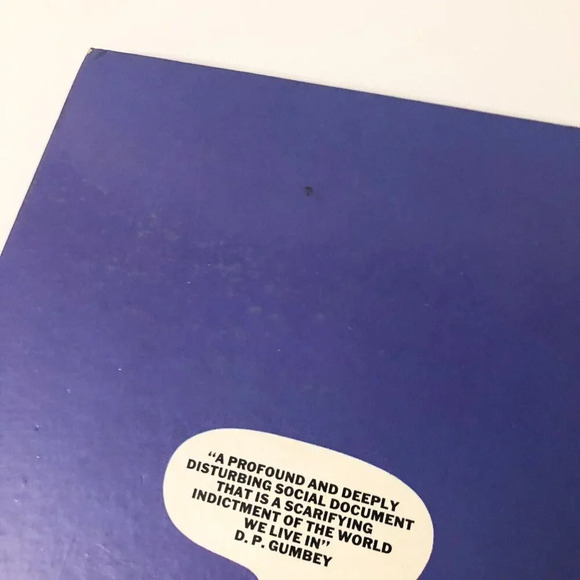 "A PROFOUND AND DEEPLY
DISTURBING SOCIAL DOCUMENT
THAT IS A SCARIFYING
INDICTMENT OF THE WORLD
WE LIVE IN"
D. P. GUMBEY